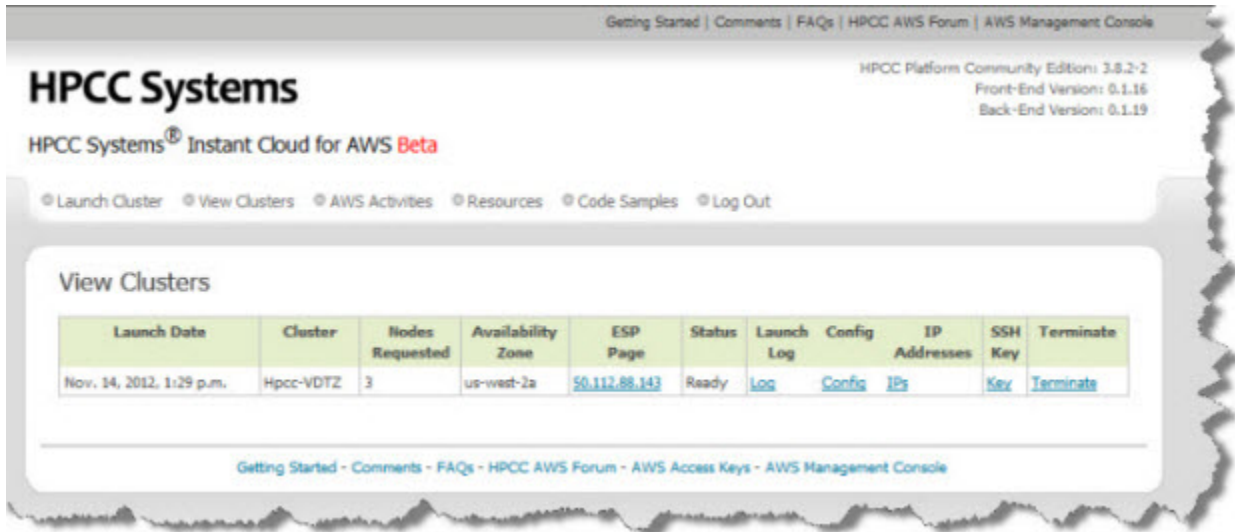 Getting Started | Comments | FAQs | HPCC AWS Forum | AWS Management Console
HPCC Systems
HPCC Platform Community Edition: 3.8.2-2
Front-End Version: 0.1.16
Back-End Version: 0.1.19
HPCC Systems® Instant Cloud for AWS Beta
Launch Cluster View Clusters AWS Activities Resources Code Samples Log Out
View Clusters
Launch Date Cluster Nodes Requested Availability Zone ESP Page Status Launch Log Config IP Addresses SSH Key Terminate
Nov. 14, 2012, 1:29 p.m. Hpcc-VDTZ 3 us-west-2a 50.112.88.143 Ready Log Config IPs Key Terminate
Getting Started - Comments - FAQs - HPCC AWS Forum - AWS Access Keys - AWS Management Console